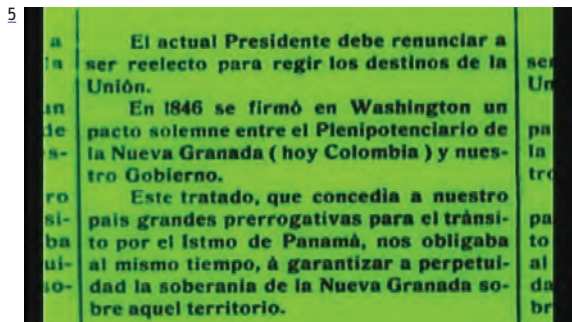 5
El actual Presidente debe renunciar a
ser reelecto para regir los destinos de la
Unión.
En 1846 se firmó en Washington un
pacto solemne entre el Plenipotenciario de
la Nueva Granada ( hoy Colombia ) y nues-
tro Gobierno.
Este tratado, que concedia a nuestro
pais grandes prerrogativas para el trànsi-
to por el Istmo de Panamá, nos obligaba
al mismo tiempo, à garantizar a perpetui-
dad la soberania de la Nueva Granada so-
bre aquel territorio.